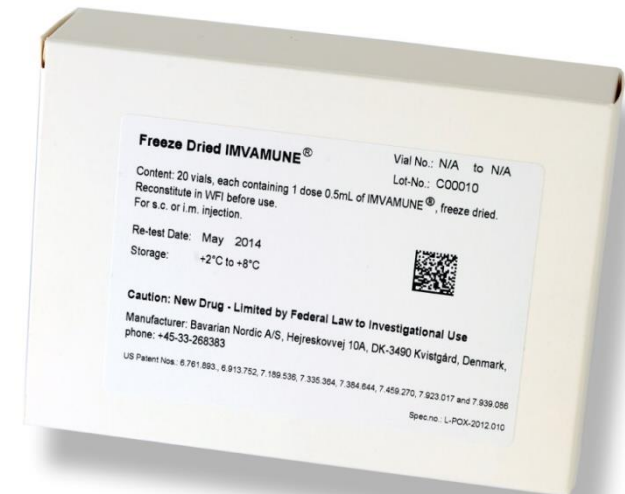 Freeze Dried IMVAMUNE®
Vial No.: N/A to N/A
Lot-No.: C00010
Content: 20 vials, each containing 1 dose 0.5mL of IMVAMUNE®, freeze dried.
Reconstitute in WFI before use.
For s.c. or i.m. injection.
Re-test Date: May 2014
Storage: +2°C to +8°C
Caution: New Drug - Limited by Federal Law to Investigational Use
Manufacturer: Bavarian Nordic A/S, Hejreskovvej 10A, DK-3490 Kvistgård, Denmark,
phone: +45-33-268383
US Patent Nos.: 6.761.893., 6.913.752, 7.189.536, 7.335.364, 7.384.644, 7.459.270, 7.923.017 and 7.939.086
Spec.no.: L-POX-2012.010